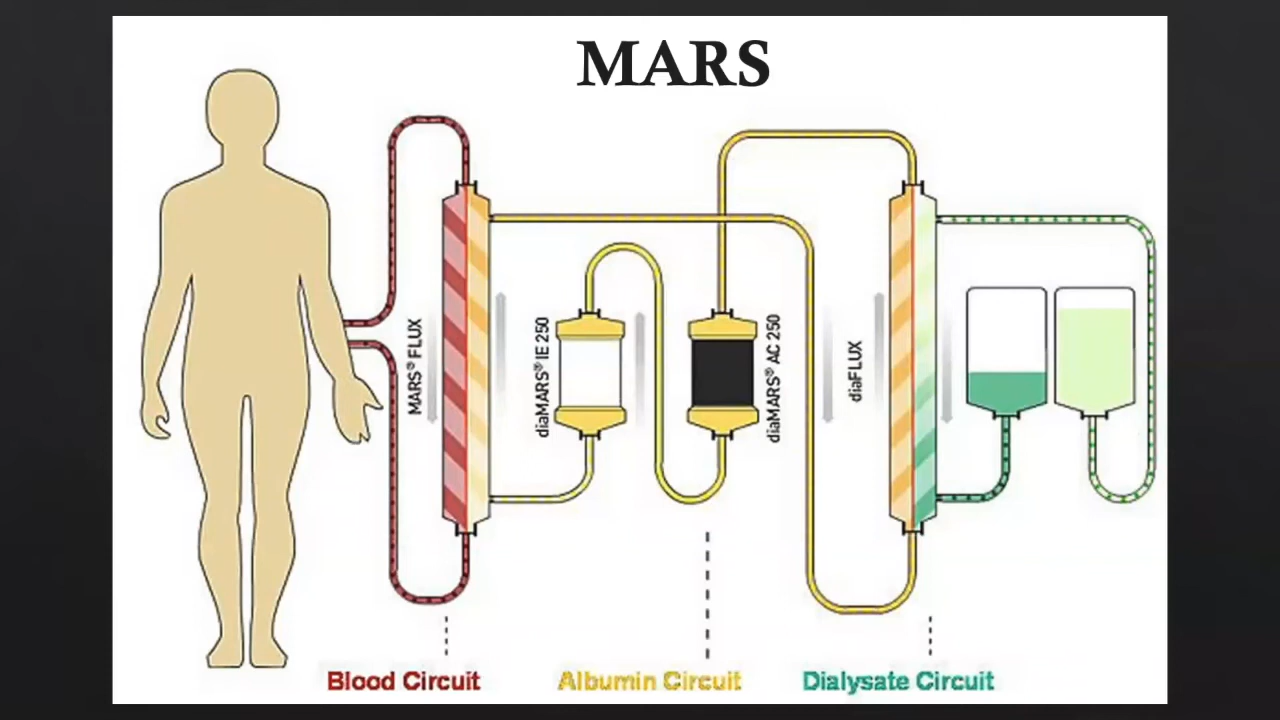 MARS
MARS® FLUX
diaMARS® IE 250
diaMARS® AC 250
diaFLUX
Blood Circuit
Albumin Circuit
Dialysate Circuit